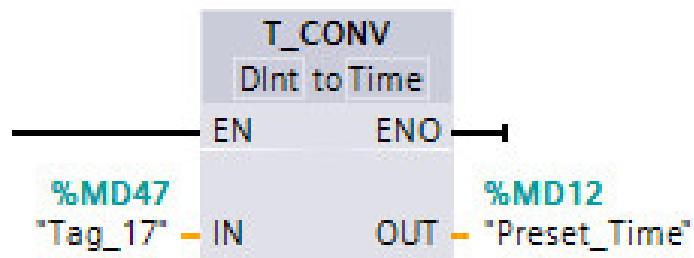 T_CONV
DInt to Time
EN ENO
%MD47 %MD12
"Tag_17" IN OUT "Preset_Time"